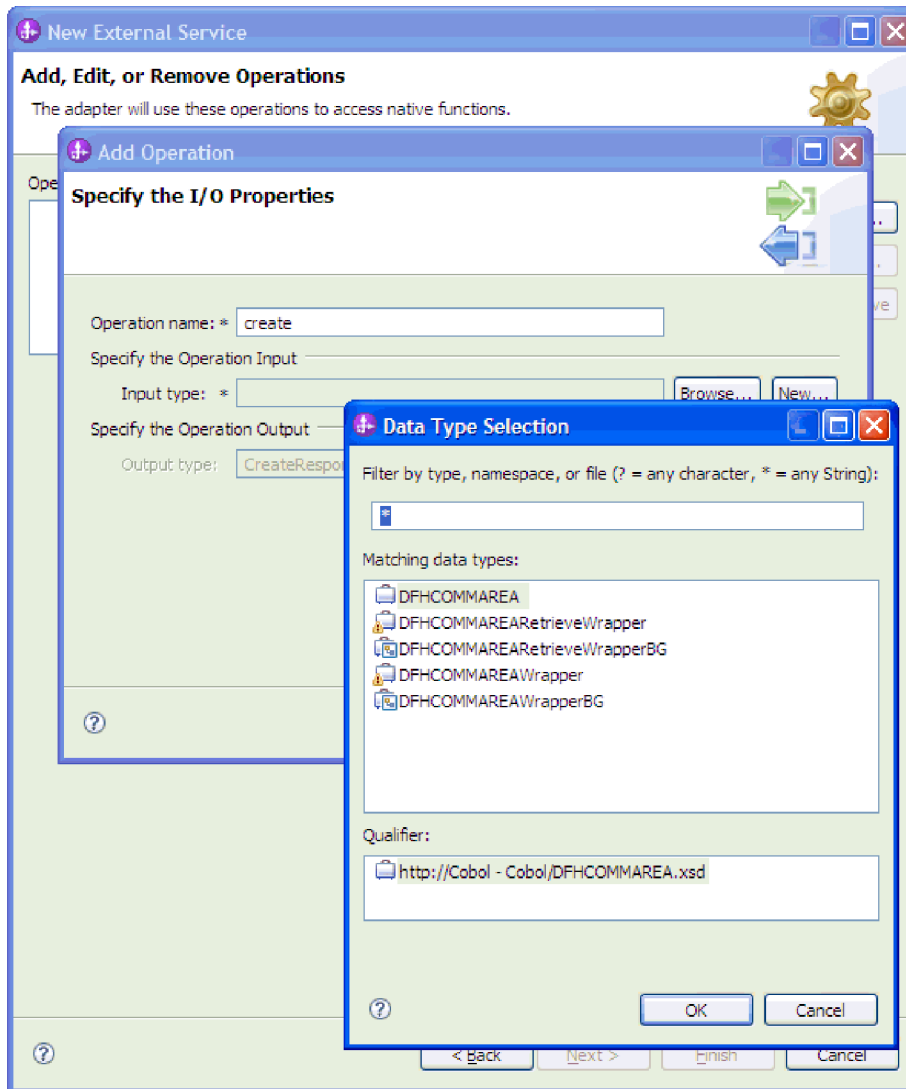 New External Service
Add, Edit, or Remove Operations
The adapter will use these operations to access native functions.
Add Operation
Specify the I/O Properties
Operation name: * create
Specify the Operation Input
Input type: * Browse... New...
Specify the Operation Output
Output type:
Data Type Selection
Filter by type, namespace, or file (? = any character, * = any String):
*
Matching data types:
DFHCOMMAREA
DFHCOMMAREARetrieveWrapper
DFHCOMMAREARetrieveWrapperBG
DFHCOMMAREAWrapper
DFHCOMMAREAWrapperBG
Qualifier:
http://Cobol - Cobol/DFHCOMMAREA.xsd
OK Cancel
< Back Next > Finish Cancel